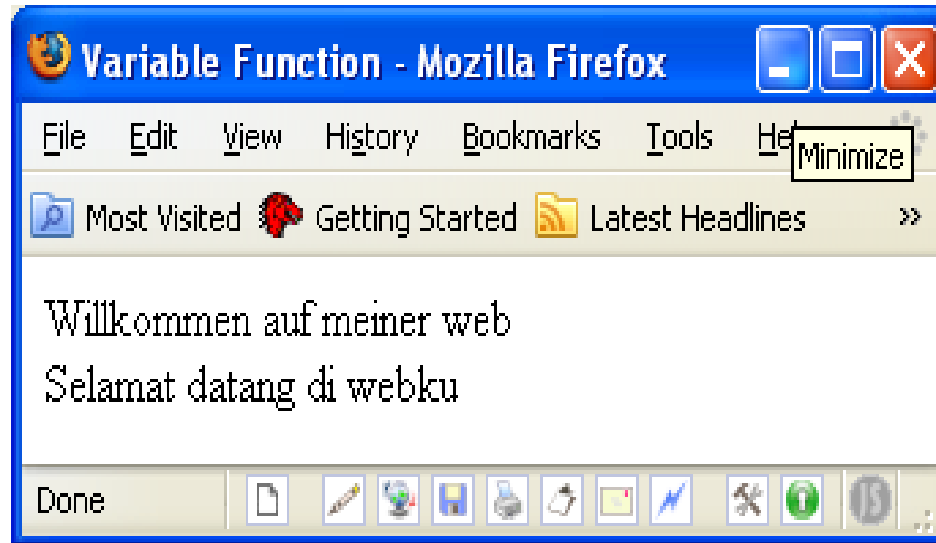 Variable Function - Mozilla Firefox
File Edit View History Bookmarks Tools
Minimize
Most Visited Getting Started Latest Headlines »
Willkommen auf meiner web
Selamat datang di webku
Done JS